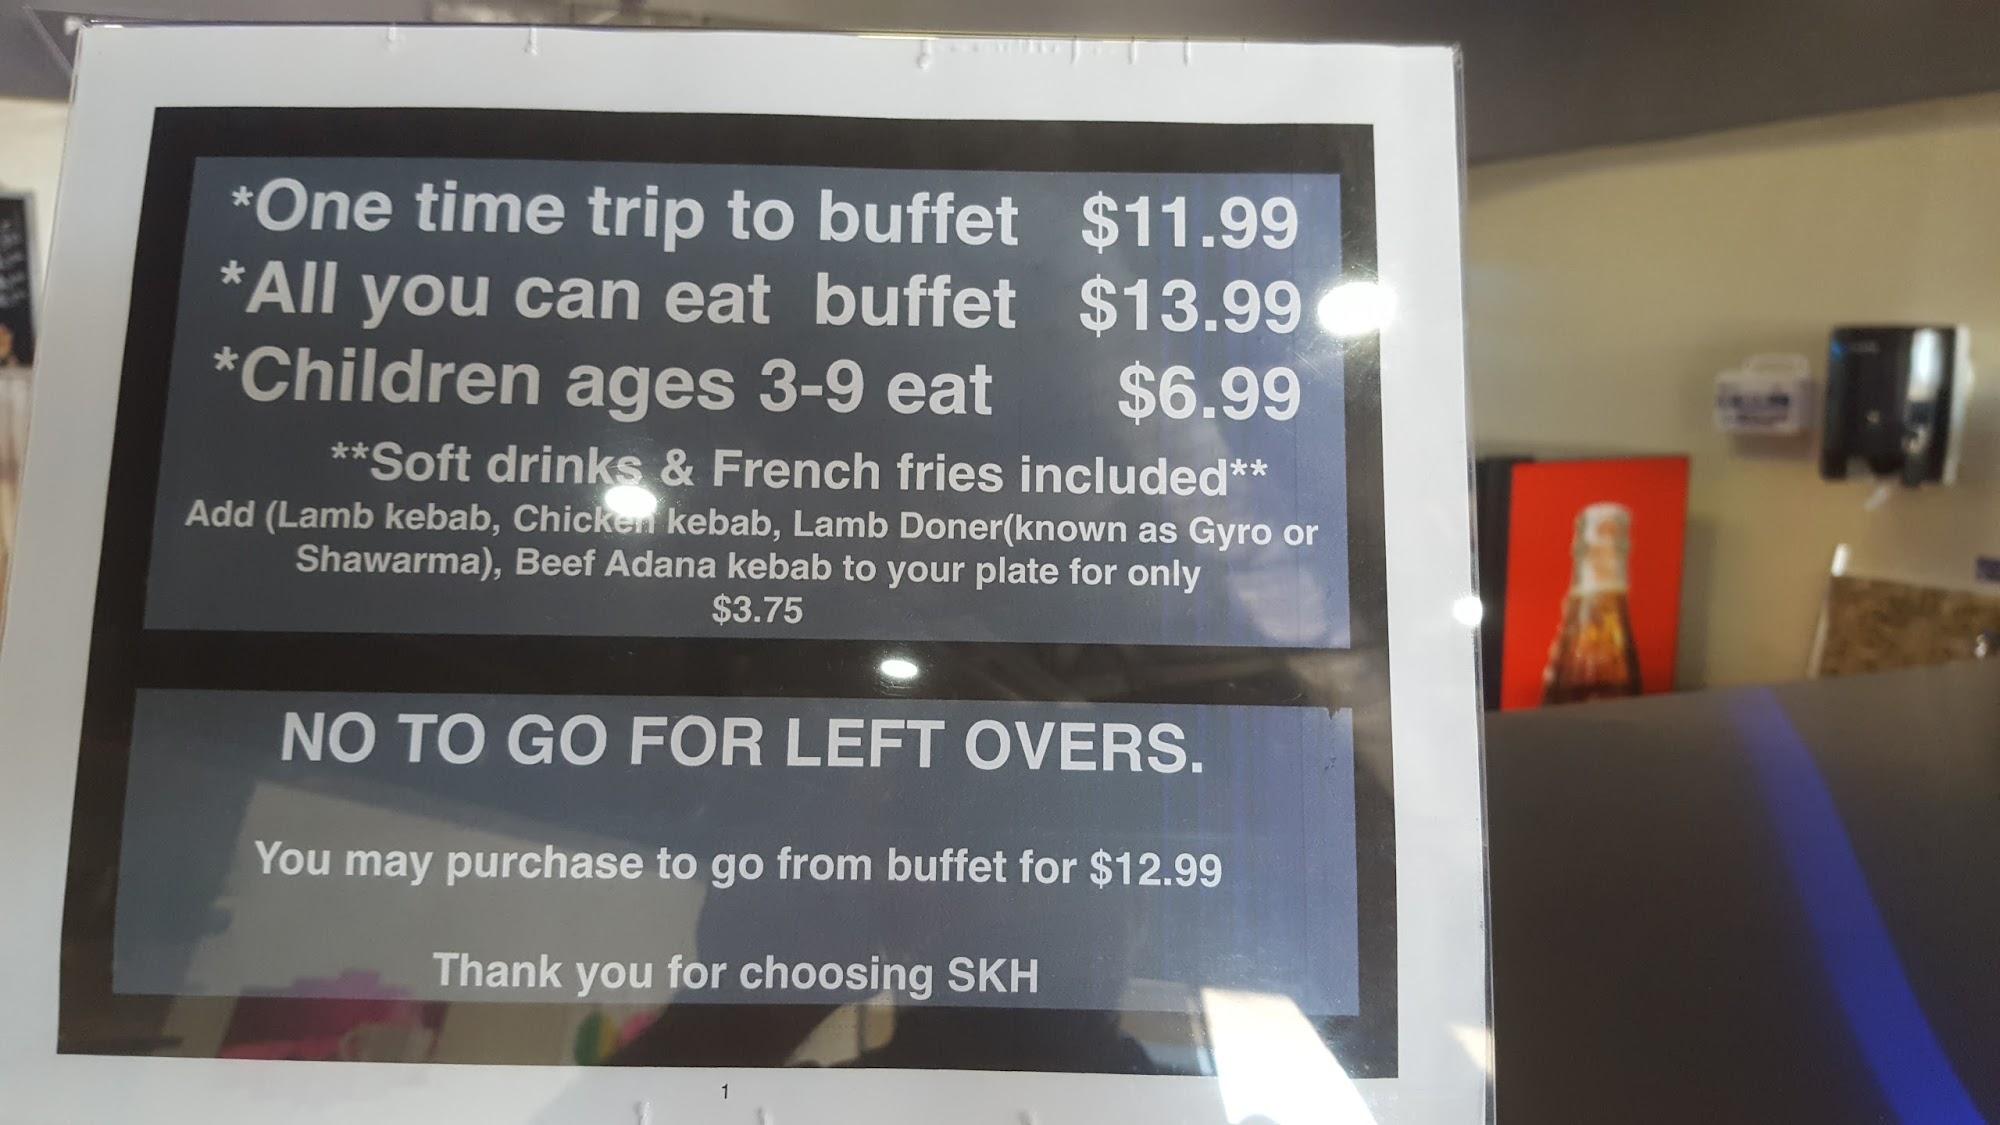 *One time trip to buffet $11.99
*All you can eat buffet $13.99
*Children ages 3-9 eat $6.99
**Soft drinks & French fries included**
Add (Lamb kebab, Chicken kebab, Lamb Doner(known as Gyro or
Shawarma), Beef Adana kebab to your plate for only
$3.75
NO TO GO FOR LEFT OVERS.
You may purchase to go from buffet for $12.99
Thank you for choosing SKH
1